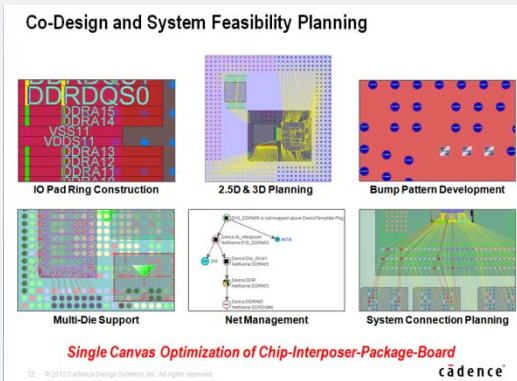 Co-Design and System Feasibility Planning
DDRDQS0
DDRA15
DDRA14
VSS11
VDDS11
DDRA13
DDRA12
DDRA11
IO Pad Ring Construction
2.5D & 3D Planning
Bump Pattern Development
Multi-Die Support
Net Management
System Connection Planning
Single Canvas Optimization of Chip-Interposer-Package-Board
12 © 2012 Cadence Design Systems, Inc. All rights reserved.
cādence